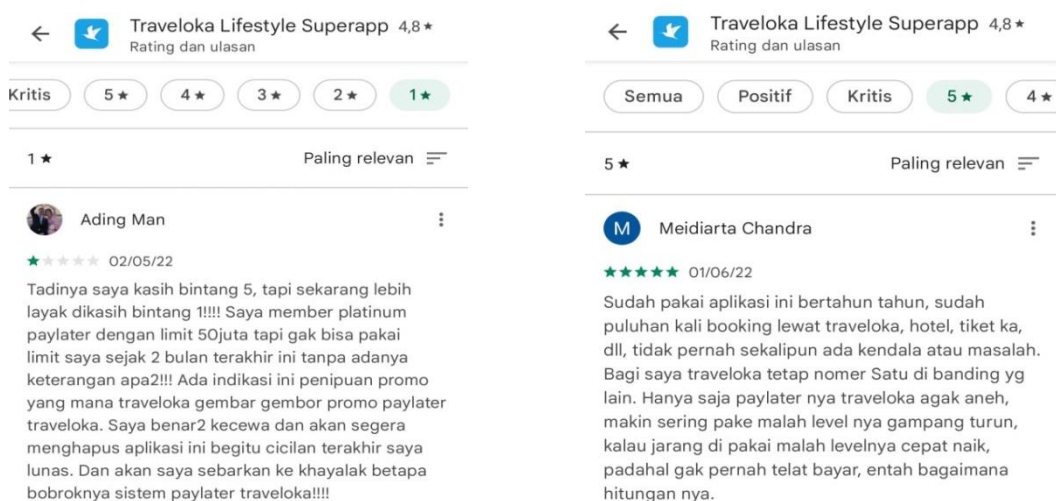 Traveloka Lifestyle Superapp 4,8★
Rating dan ulasan
Kritis 5★ 4★ 3★ 2★ 1★
1★ Paling relevan
Ading Man
02/05/22
Tadinya saya kasih bintang 5, tapi sekarang lebih
layak dikasih bintang 1!!!! Saya member platinum
paylater dengan limit 50juta tapi gak bisa pakai
limit saya sejak 2 bulan terakhir ini tanpa adanya
keterangan apa2!!! Ada indikasi ini penipuan promo
yang mana traveloka gembar gembor promo paylater
traveloka. Saya benar2 kecewa dan akan segera
menghapus aplikasi ini begitu cicilan terakhir saya
lunas. Dan akan saya sebarkan ke khayalak betapa
bobroknya sistem paylater traveloka!!!!
Traveloka Lifestyle Superapp 4,8★
Rating dan ulasan
Semua Positif Kritis 5★ 4★
5★ Paling relevan
M Meidiarta Chandra
01/06/22
Sudah pakai aplikasi ini bertahun tahun, sudah
puluhan kali booking lewat traveloka, hotel, tiket ka,
dll, tidak pernah sekalipun ada kendala atau masalah.
Bagi saya traveloka tetap nomer Satu di banding yg
lain. Hanya saja paylater nya traveloka agak aneh,
makin sering pake malah level nya gampang turun,
kalau jarang di pakai malah levelnya cepat naik,
padahal gak pernah telat bayar, entah bagaimana
hitungan nya.